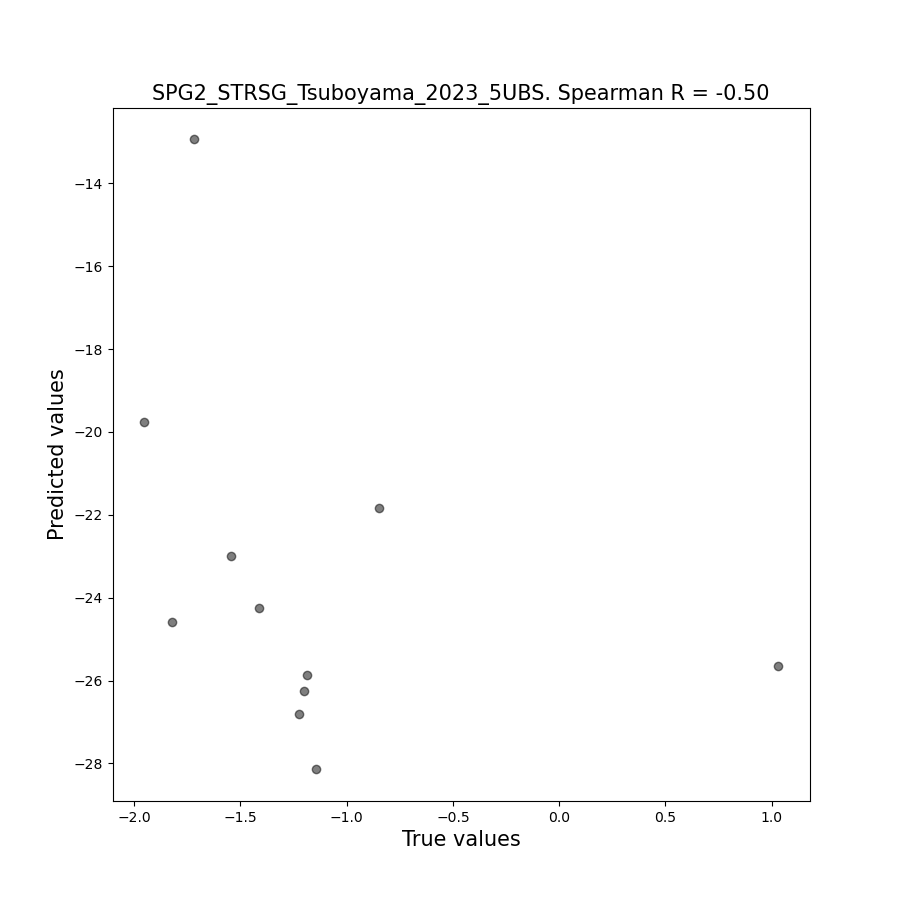 SPG2_STRSG_Tsuboyama_2023_5UBS. Spearman R = -0.50
Predicted values
−14
−16
−18
−20
−22
−24
−26
−28
−2.0 −1.5 −1.0 −0.5 0.0 0.5 1.0
True values